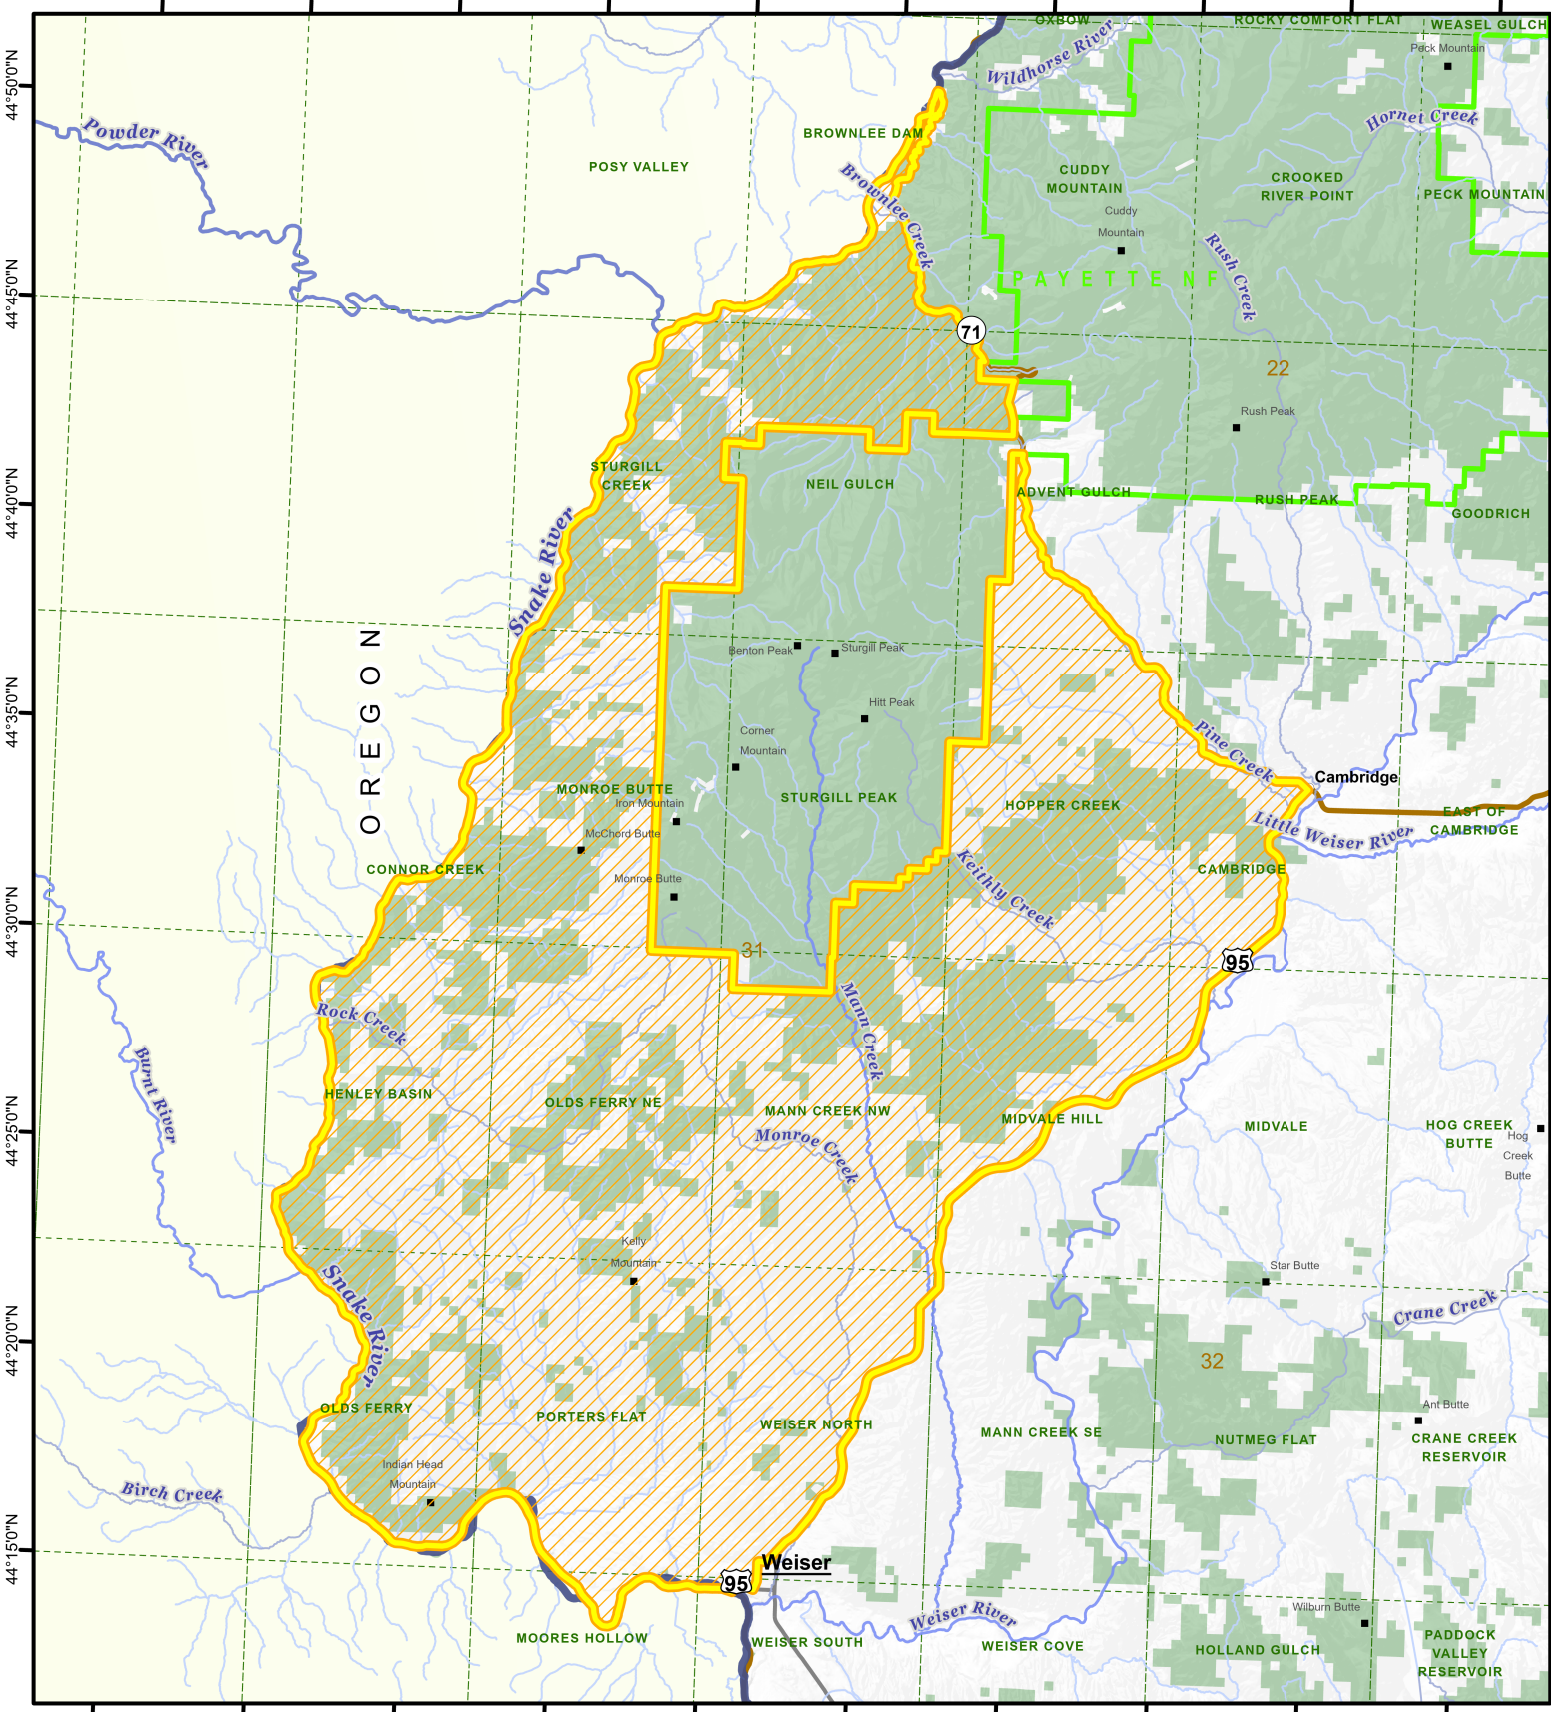 OXBOW
ROCKY COMFORT FLAT
WEASEL GULCH
Peck Mountain
Wildhorse River
44°50'0"N
Hornet Creek
Powder River
BROWNLEE DAM
POSY VALLEY
CUDDY
MOUNTAIN
CROOKED
RIVER POINT
PECK MOUNTAIN
Brownlee Creek
Cuddy
Mountain
Rush Creek
PAYETTE NF
44°45'0"N
71
22
Rush Peak
STURGILL
CREEK
NEIL GULCH
ADVENT GULCH
RUSH PEAK
GOODRICH
44°40'0"N
Snake River
OREGON
Benton Peak
Sturgill Peak
Hitt Peak
44°35'0"N
Corner
Mountain
Pine Creek
Cambridge
MONROE BUTTE
Iron Mountain
STURGILL PEAK
HOPPER CREEK
EAST OF
CAMBRIDGE
Little Weiser River
McChord Butte
CONNOR CREEK
Monroe Butte
Keithly Creek
CAMBRIDGE
44°30'0"N
31
95
Rock Creek
Mann Creek
Burnt River
HENLEY BASIN
OLDS FERRY NE
MANN CREEK NW
MIDVALE HILL
MIDVALE
HOG CREEK
BUTTE
Hog
Creek
Butte
44°25'0"N
Monroe Creek
Kelly
Mountain
Star Butte
Snake River
Crane Creek
44°20'0"N
32
OLDS FERRY
PORTERS FLAT
WEISER NORTH
MANN CREEK SE
NUTMEG FLAT
Ant Butte
CRANE CREEK
RESERVOIR
Indian Head
Mountain
Birch Creek
44°15'0"N
Weiser
95
Weiser River
Wilburn Butte
MOORES HOLLOW
WEISER SOUTH
WEISER COVE
HOLLAND GULCH
PADDOCK
VALLEY
RESERVOIR